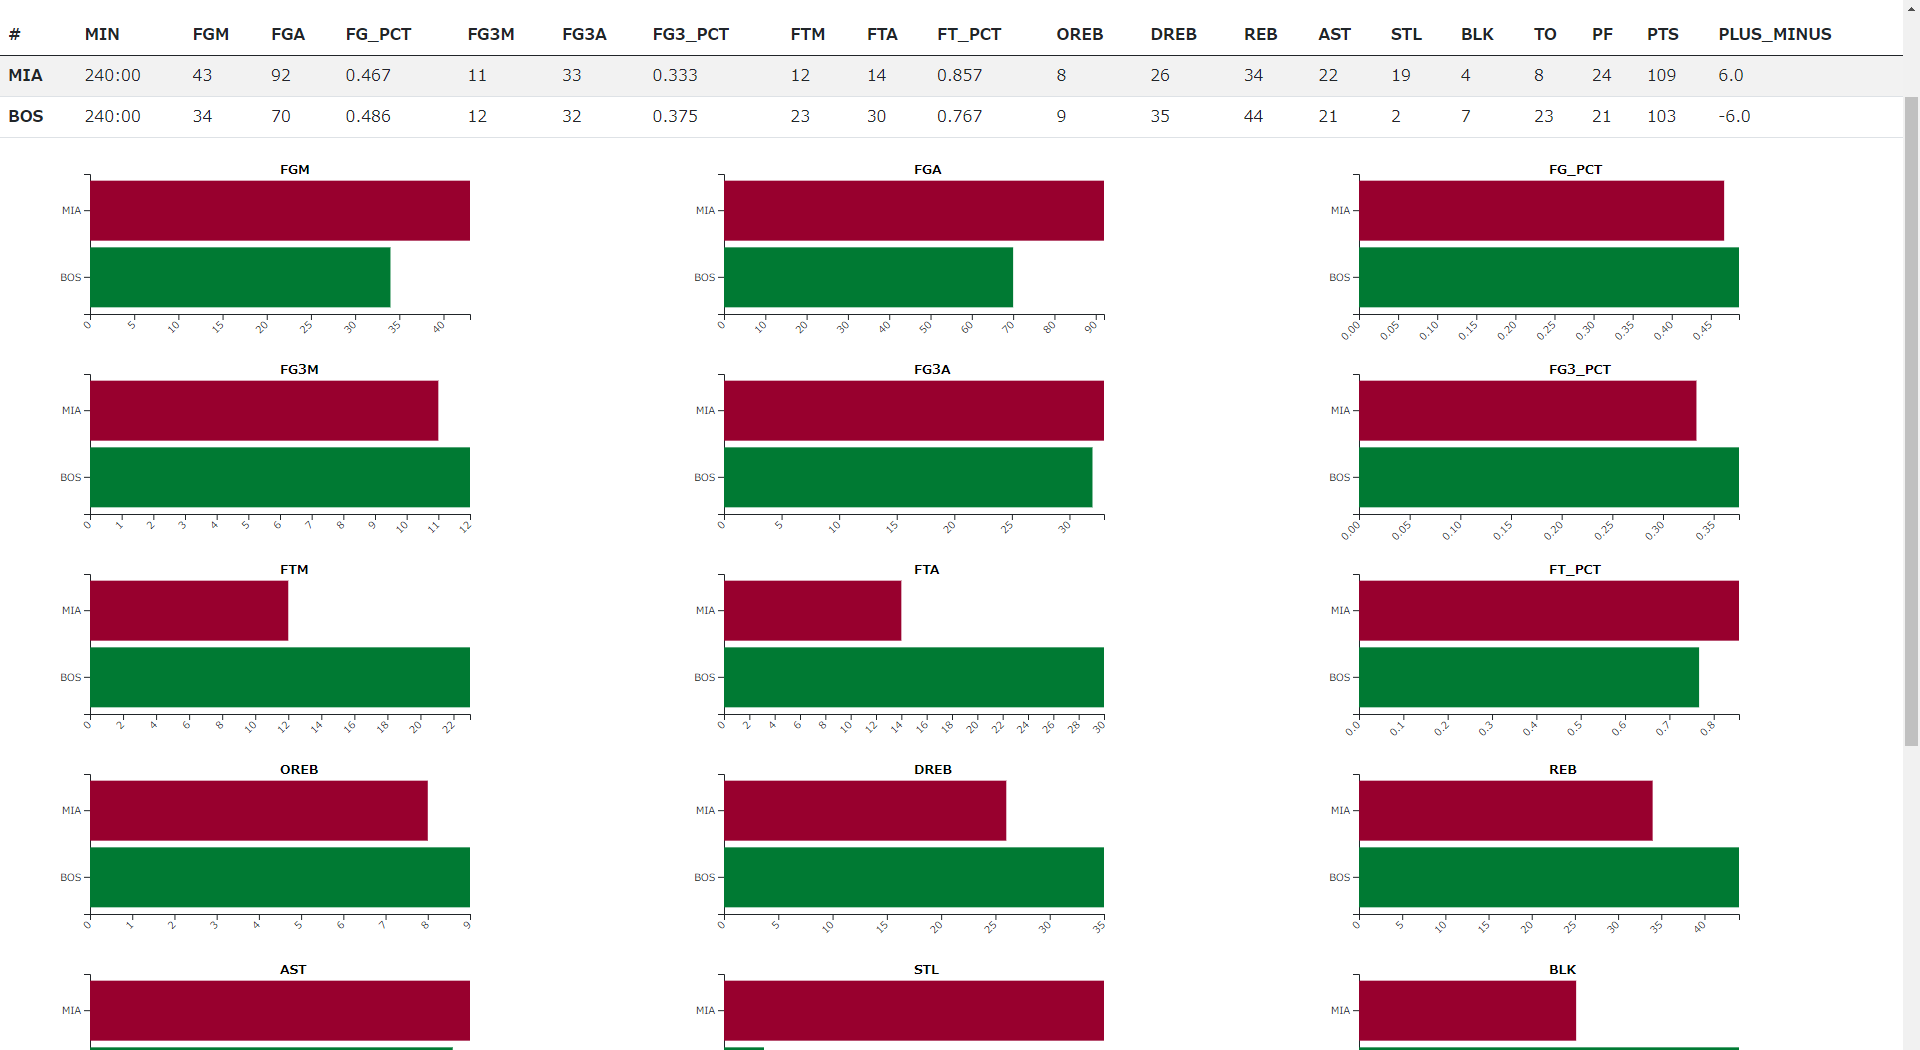 # MIN FGM FGA FG_PCT FG3M FG3A FG3_PCT FTM FTA FT_PCT OREB DREB REB AST STL BLK TO PF PTS PLUS_MINUS
MIA 240:00 43 92 0.467 11 33 0.333 12 14 0.857 8 26 34 22 19 4 8 24 109 6.0
BOS 240:00 34 70 0.486 12 32 0.375 23 30 0.767 9 35 44 21 2 7 23 21 103 -6.0
FGM
MIA
BOS
0 5 10 15 20 25 30 35 40
FGA
MIA
BOS
0 10 20 30 40 50 60 70 80 90
FG_PCT
MIA
BOS
0.00 0.05 0.10 0.15 0.20 0.25 0.30 0.35 0.40 0.45
FG3M
MIA
BOS
0 1 2 3 4 5 6 7 8 9 10 11 12
FG3A
MIA
BOS
0 5 10 15 20 25 30
FG3_PCT
MIA
BOS
0.00 0.05 0.10 0.15 0.20 0.25 0.30 0.35
FTM
MIA
BOS
0 2 4 6 8 10 12 14 16 18 20 22
FTA
MIA
BOS
0 2 4 6 8 10 12 14 16 18 20 22 24 26 28 30
FT_PCT
MIA
BOS
0.0 0.1 0.2 0.3 0.4 0.5 0.6 0.7 0.8
OREB
MIA
BOS
0 1 2 3 4 5 6 7 8 9
DREB
MIA
BOS
0 5 10 15 20 25 30 35
REB
MIA
BOS
0 5 10 15 20 25 30 35 40
AST
MIA
STL
MIA
BLK
MIA